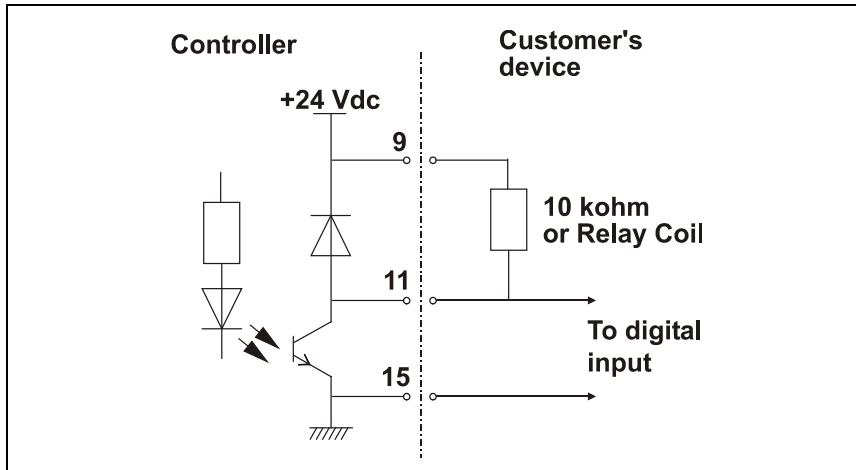 Controller
Customer's
device
+24 Vdc
9
10 kohm
or Relay Coil
11
To digital
input
15